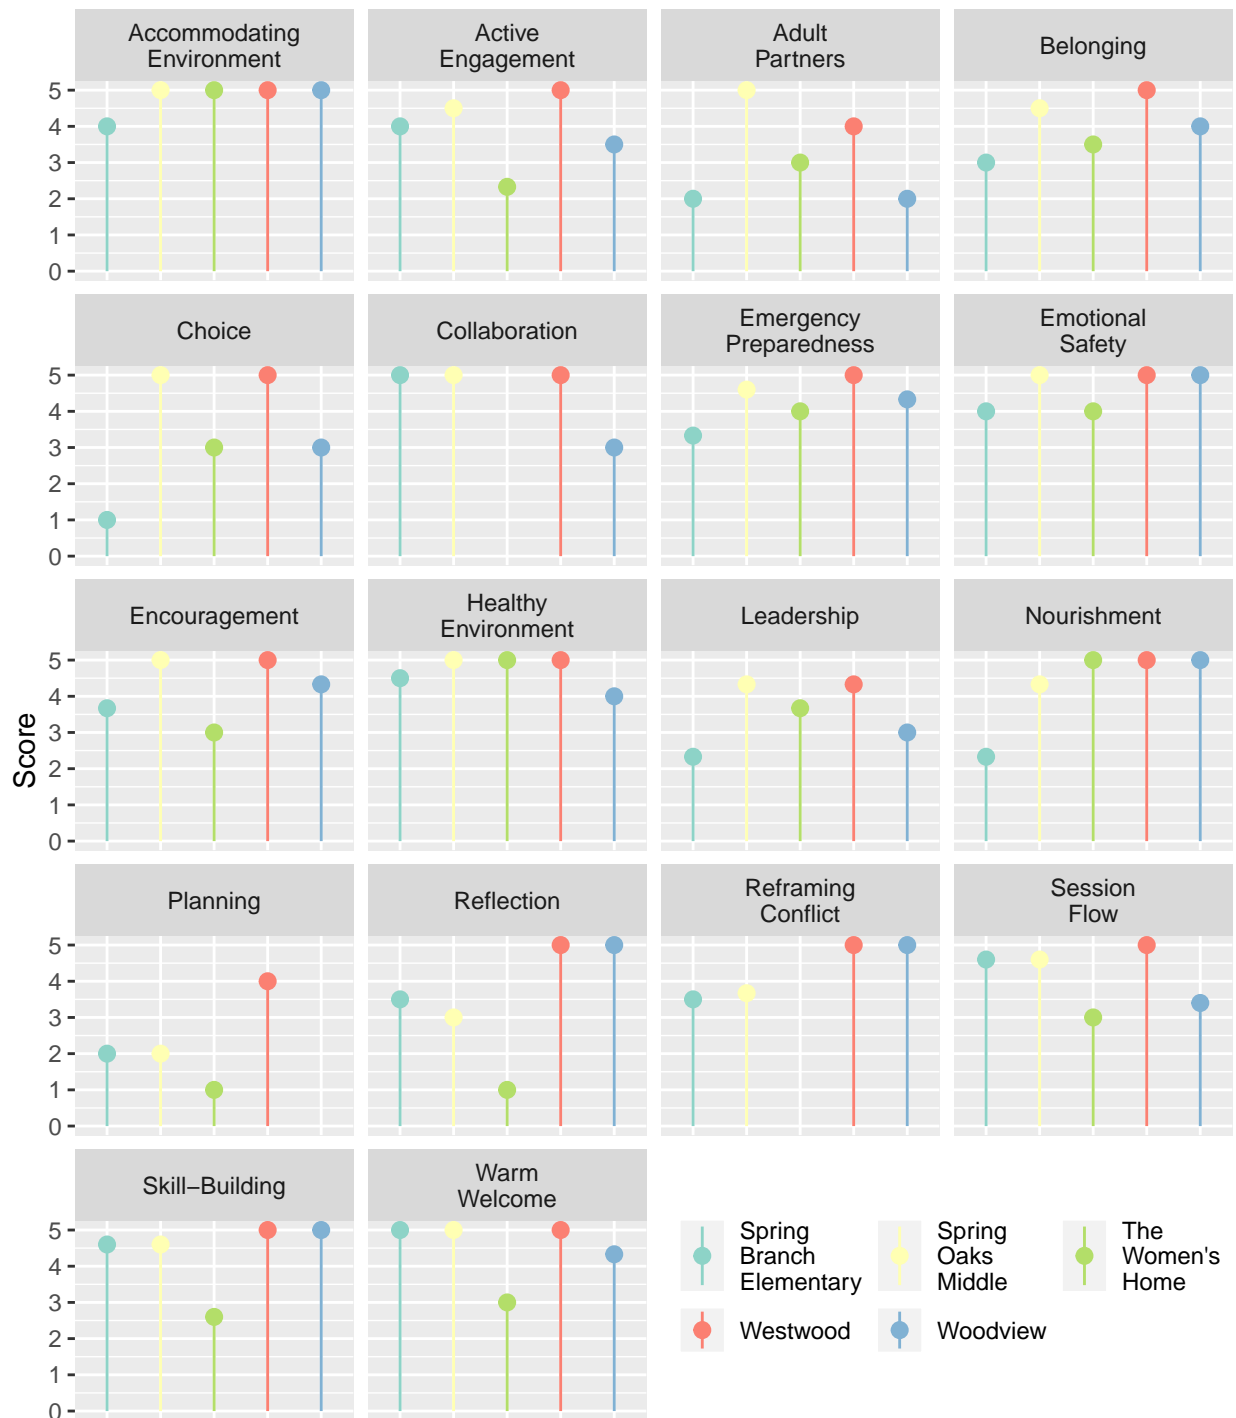 Accommodating
Environment
Active
Engagement
Adult
Partners
Belonging
5
4
3
2
1
0
Choice
Collaboration
Emergency
Preparedness
Emotional
Safety
5
4
3
2
1
0
Encouragement
Healthy
Environment
Leadership
Nourishment
5
4
3
2
1
0
Score
Planning
Reflection
Reframing
Conflict
Session
Flow
5
4
3
2
1
0
Skill−Building
Warm
Welcome
5
4
3
2
1
0
Spring
Branch
Elementary
Spring
Oaks
Middle
The
Women's
Home
Westwood
Woodview